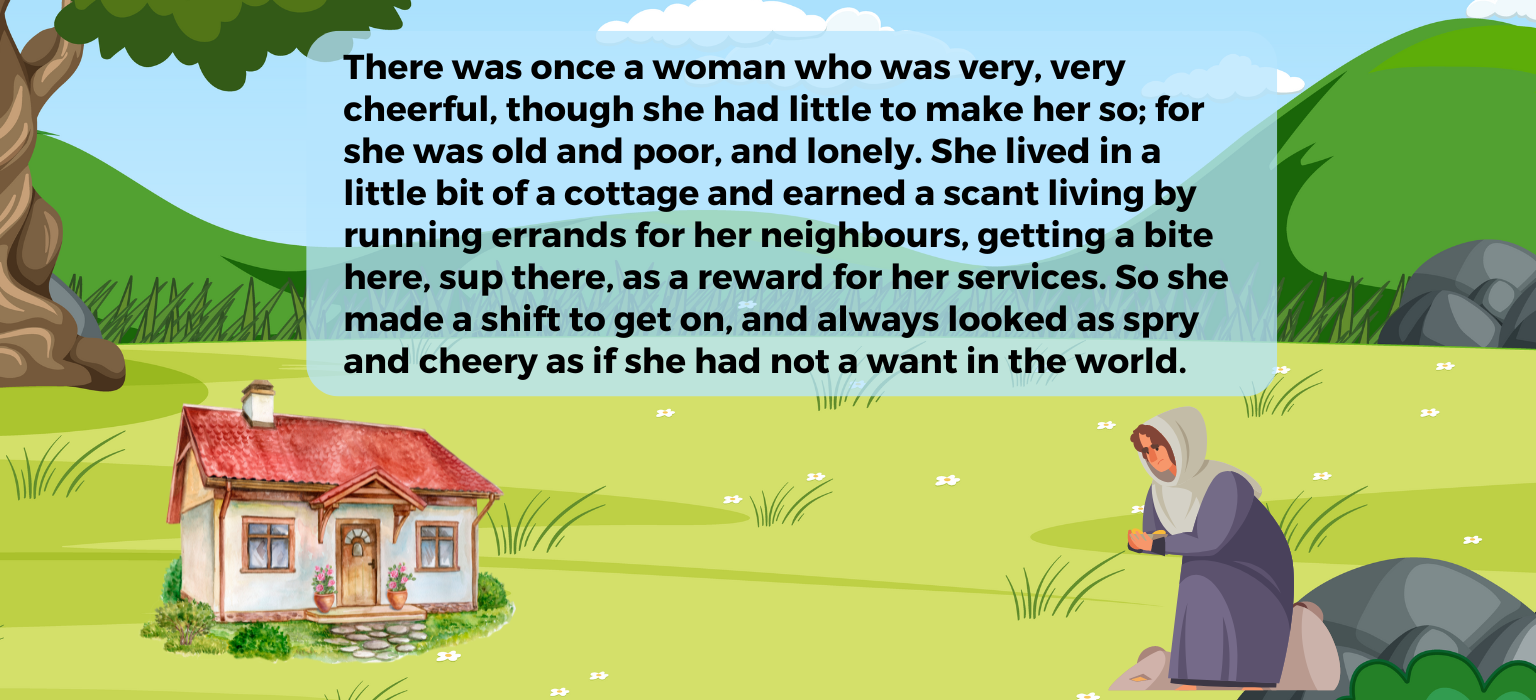 There was once a woman who was very, very
cheerful, though she had little to make her so; for
she was old and poor, and lonely. She lived in a
little bit of a cottage and earned a scant living by
running errands for her neighbours, getting a bite
here, sup there, as a reward for her services. So she
made a shift to get on, and always looked as spry
and cheery as if she had not a want in the world.